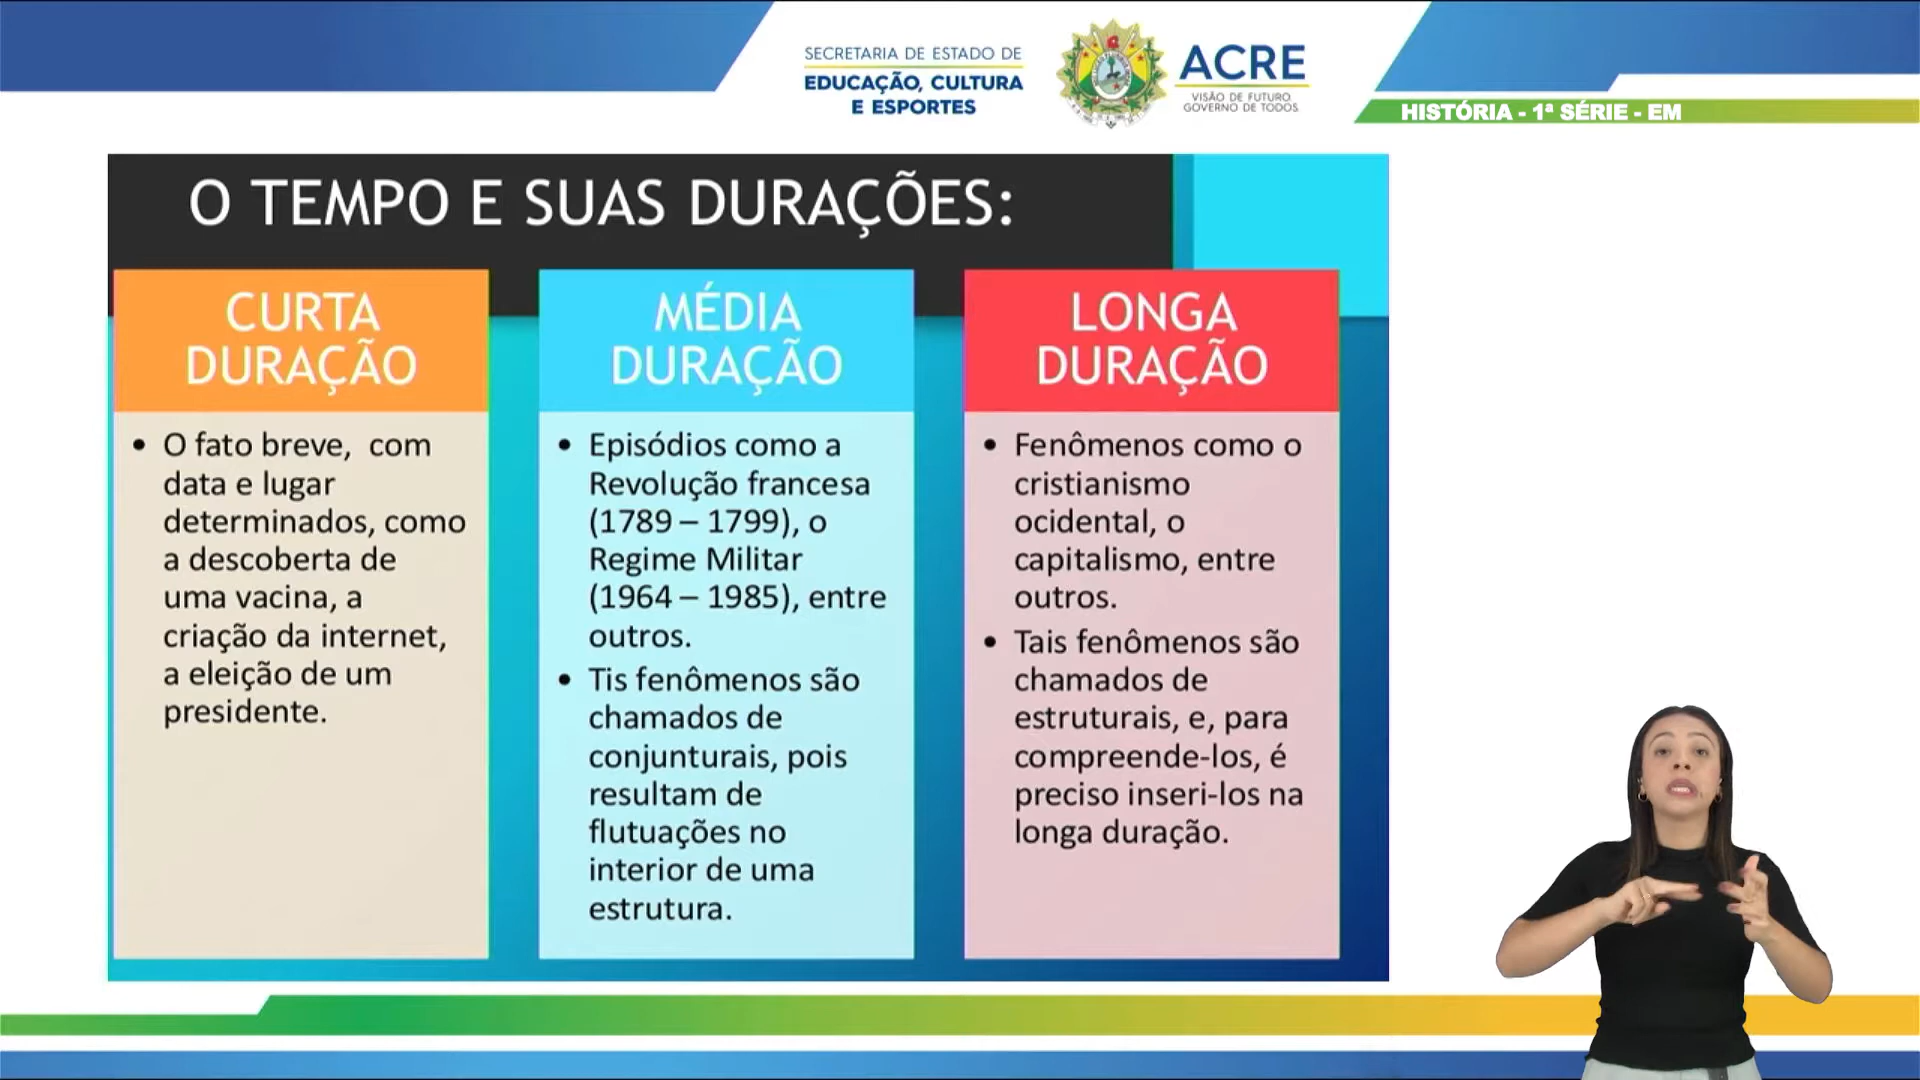 SECRETARIA DE ESTADO DE
EDUCAÇÃO, CULTURA
E ESPORTES
ACRE
VISÃO DE FUTURO.
GOVERNO DE TODOS.
HISTÓRIA - 1ª SÉRIE - EM
O TEMPO E SUAS DURAÇÕES:
CURTA
DURAÇÃO
• O fato breve, com
data e lugar
determinados, como
a descoberta de
uma vacina, a
criação da internet,
a eleição de um
presidente.
MÉDIA
DURAÇÃO
• Episódios como a
Revolução francesa
(1789 – 1799), o
Regime Militar
(1964 – 1985), entre
outros.
• Tis fenômenos são
chamados de
conjunturais, pois
resultam de
flutuações no
interior de uma
estrutura.
LONGA
DURAÇÃO
• Fenômenos como o
cristianismo
ocidental, o
capitalismo, entre
outros.
• Tais fenômenos são
chamados de
estruturais, e, para
compreende-los, é
preciso inseri-los na
longa duração.